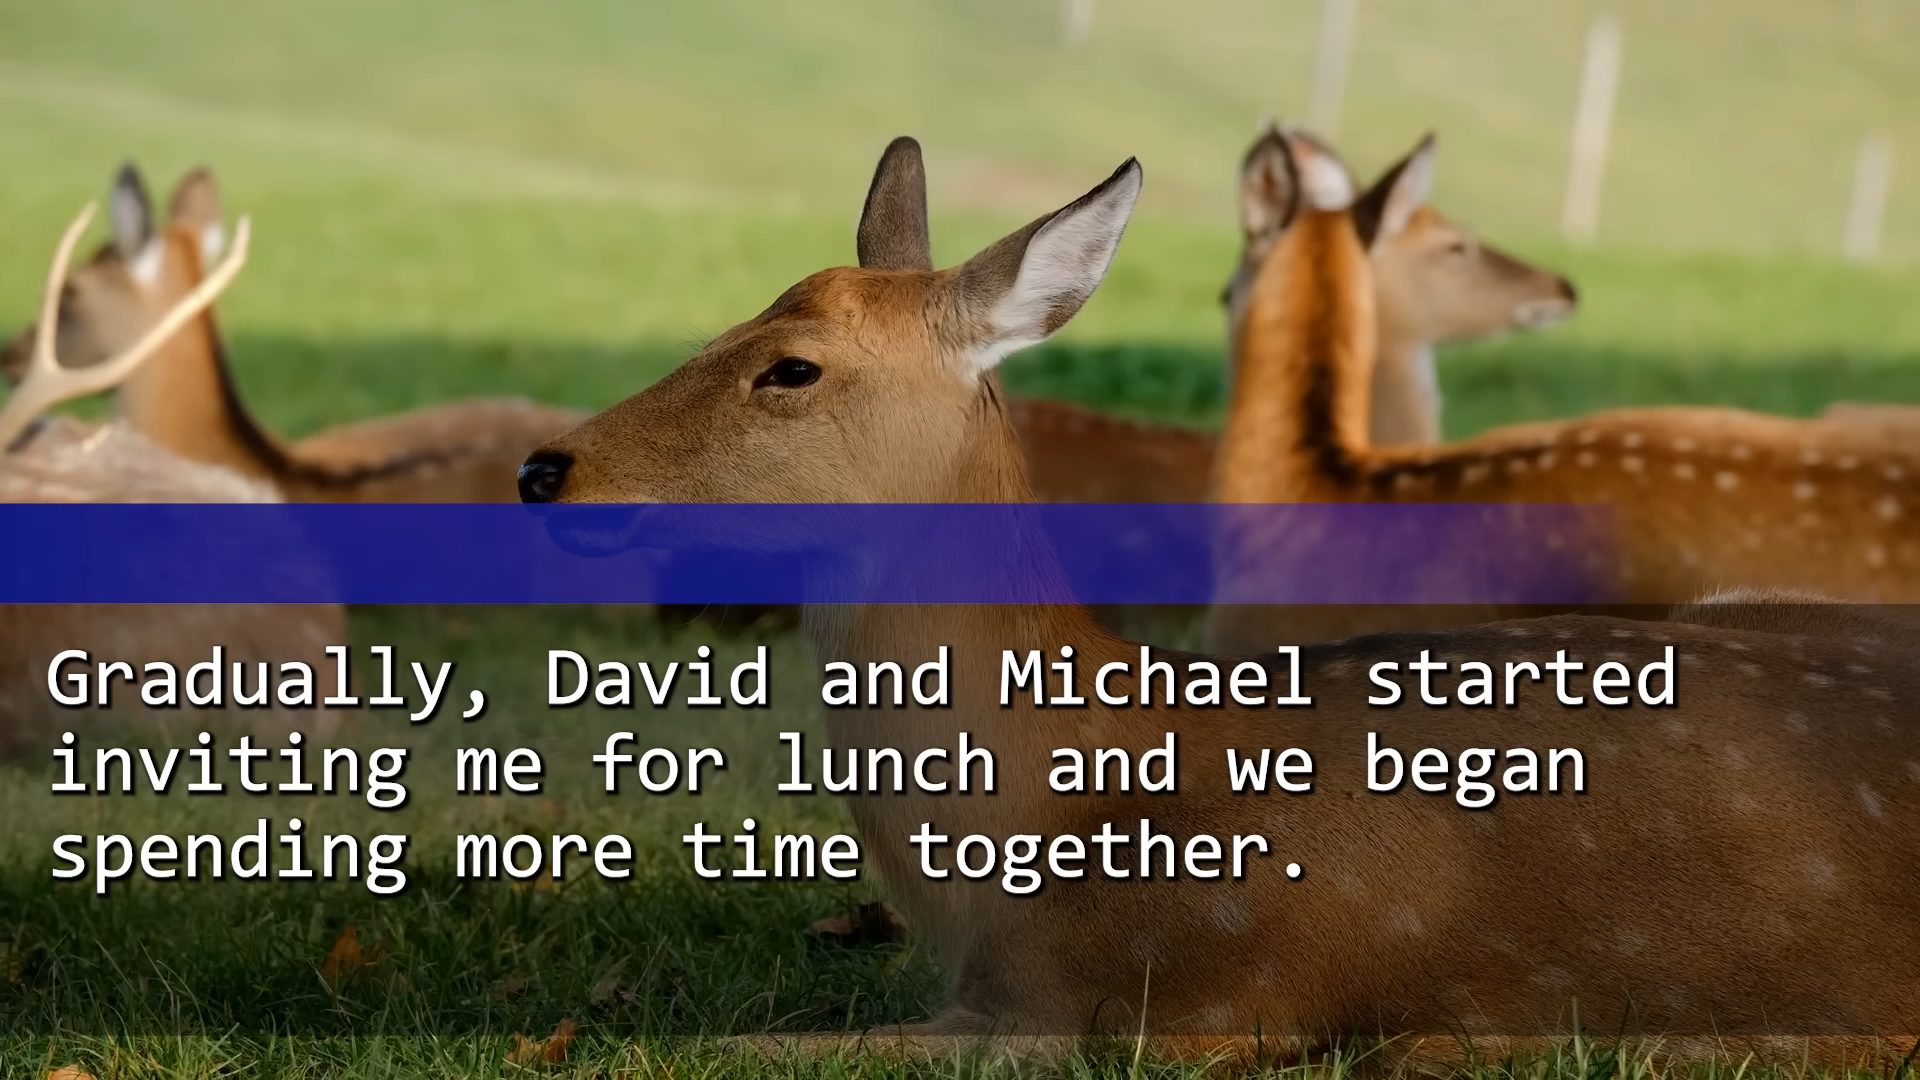 Gradually, David and Michael started
inviting me for lunch and we began
spending more time together.